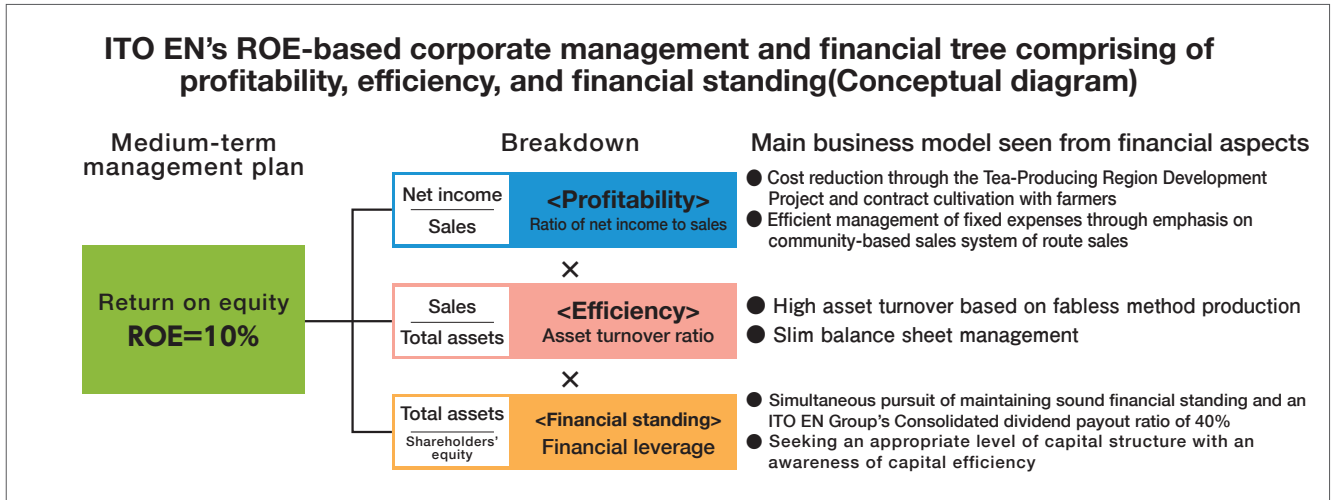 ITO EN's ROE-based corporate management and financial tree comprising of
profitability, efficiency, and financial standing(Conceptual diagram)
Medium-term
management plan
Breakdown
Main business model seen from financial aspects
Return on equity
ROE=10%
Net income
Sales
<Profitability>
Ratio of net income to sales
● Cost reduction through the Tea-Producing Region Development
Project and contract cultivation with farmers
● Efficient management of fixed expenses through emphasis on
community-based sales system of route sales
×
Sales
Total assets
<Efficiency>
Asset turnover ratio
● High asset turnover based on fabless method production
● Slim balance sheet management
×
Total assets
Shareholders'
equity
<Financial standing>
Financial leverage
● Simultaneous pursuit of maintaining sound financial standing and an
ITO EN Group's Consolidated dividend payout ratio of 40%
● Seeking an appropriate level of capital structure with an
awareness of capital efficiency